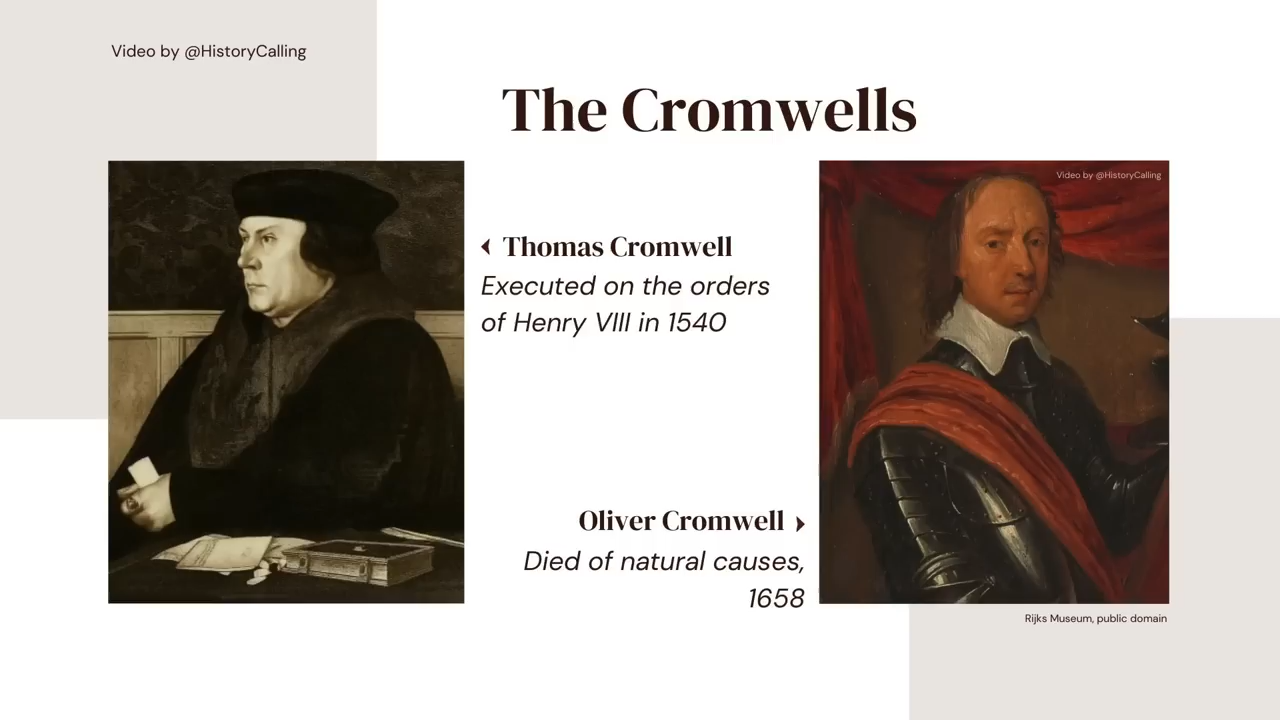 Video by @HistoryCalling
The Cromwells
Video by @HistoryCalling
Thomas Cromwell
Executed on the orders
of Henry VIII in 1540
Oliver Cromwell
Died of natural causes,
1658
Rijks Museum, public domain